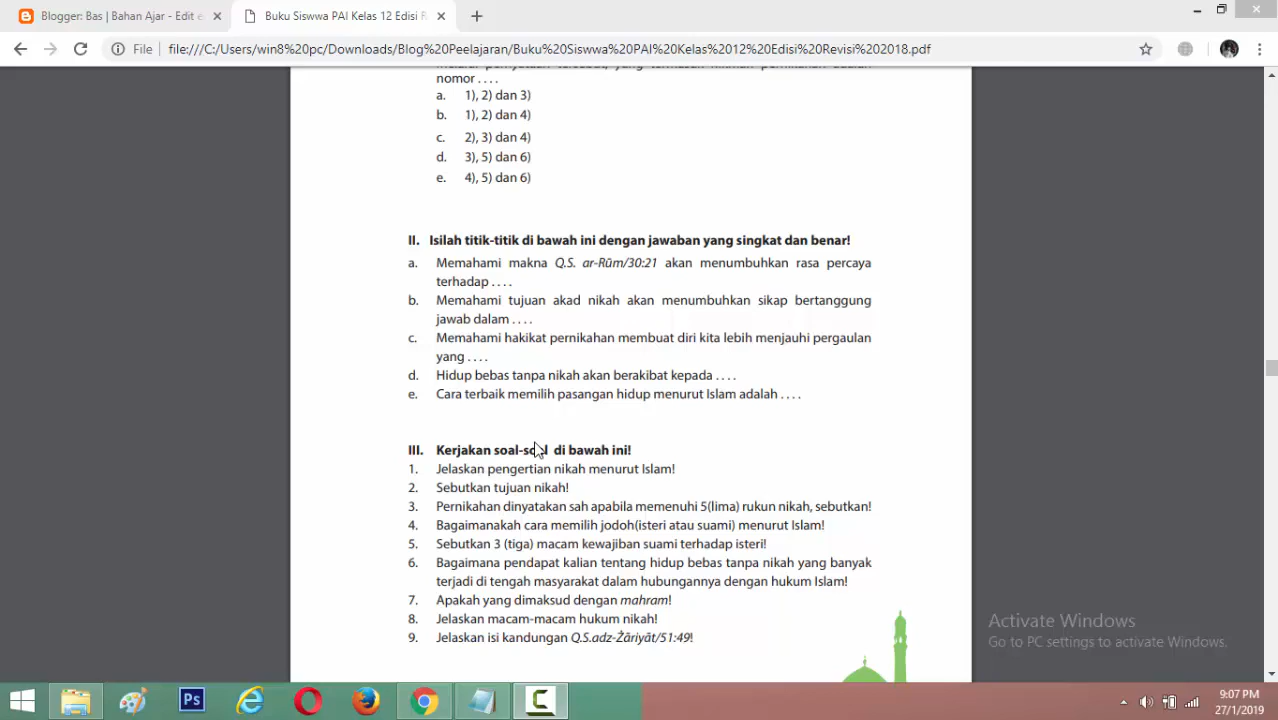 Blogger: Bas | Bahan Ajar - Edit e
Buku Siswwa PAI Kelas 12 Edisi R
File
file:///C:/Users/win8%20pc/Downloads/Blog%20Peelajaran/Buku%20Siswwa%20PAI%20Kelas%2012%20Edisi%20Revisi%202018.pdf
nomor . . . .
a. 1), 2) dan 3)
b. 1), 2) dan 4)
c. 2), 3) dan 4)
d. 3), 5) dan 6)
e. 4), 5) dan 6)
II. Isilah titik-titik di bawah ini dengan jawaban yang singkat dan benar!
a. Memahami makna Q.S. ar-Rūm/30:21 akan menumbuhkan rasa percaya
terhadap . . . .
b. Memahami tujuan akad nikah akan menumbuhkan sikap bertanggung
jawab dalam . . . .
c. Memahami hakikat pernikahan membuat diri kita lebih menjauhi pergaulan
yang . . . .
d. Hidup bebas tanpa nikah akan berakibat kepada . . . .
e. Cara terbaik memilih pasangan hidup menurut Islam adalah . . . .
III. Kerjakan soal-soal di bawah ini!
1. Jelaskan pengertian nikah menurut Islam!
2. Sebutkan tujuan nikah!
3. Pernikahan dinyatakan sah apabila memenuhi 5(lima) rukun nikah, sebutkan!
4. Bagaimanakah cara memilih jodoh(isteri atau suami) menurut Islam!
5. Sebutkan 3 (tiga) macam kewajiban suami terhadap isteri!
6. Bagaimana pendapat kalian tentang hidup bebas tanpa nikah yang banyak
terjadi di tengah masyarakat dalam hubungannya dengan hukum Islam!
7. Apakah yang dimaksud dengan mahram!
8. Jelaskan macam-macam hukum nikah!
9. Jelaskan isi kandungan Q.S.adz-Żāriyāt/51:49!
Activate Windows
Go to PC settings to activate Windows.
Ps
9:07 PM
27/1/2019